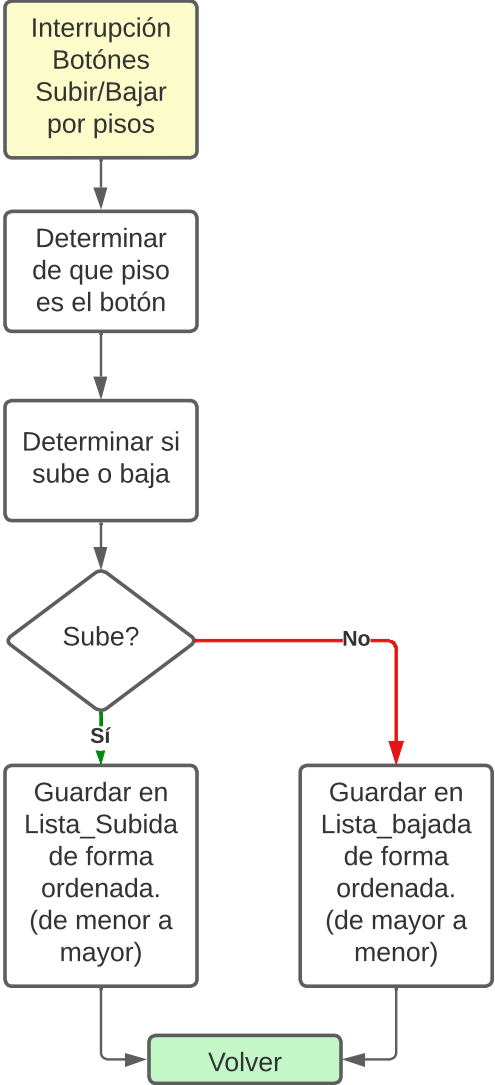 Interrupción
Botónes
Subir/Bajar
por pisos
Determinar
de que piso
es el botón
Determinar si
sube o baja
Sube?
No
Sí
Guardar en
Lista_Subida
de forma
ordenada.
(de menor a
mayor)
Guardar en
Lista_bajada
de forma
ordenada.
(de mayor a
menor)
Volver